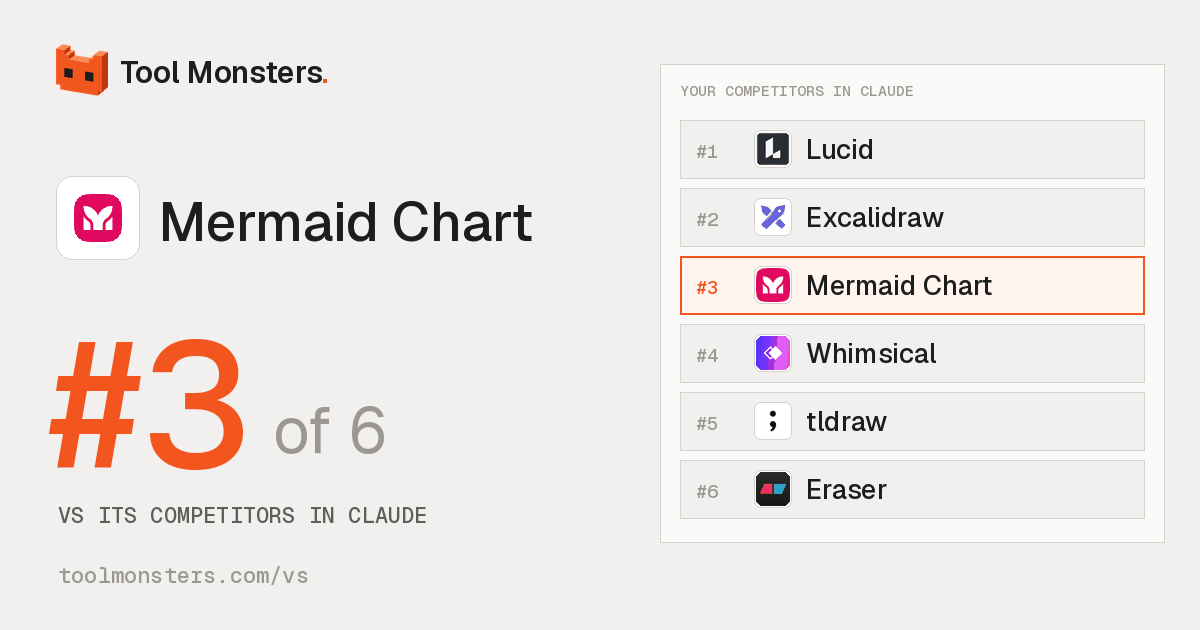 Tool Monsters.
Mermaid Chart
#3 of 6
VS ITS COMPETITORS IN CLAUDE
toolmonsters.com/vs
YOUR COMPETITORS IN CLAUDE
#1 Lucid
#2 Excalidraw
#3 Mermaid Chart
#4 Whimsical
#5 tldraw
#6 Eraser